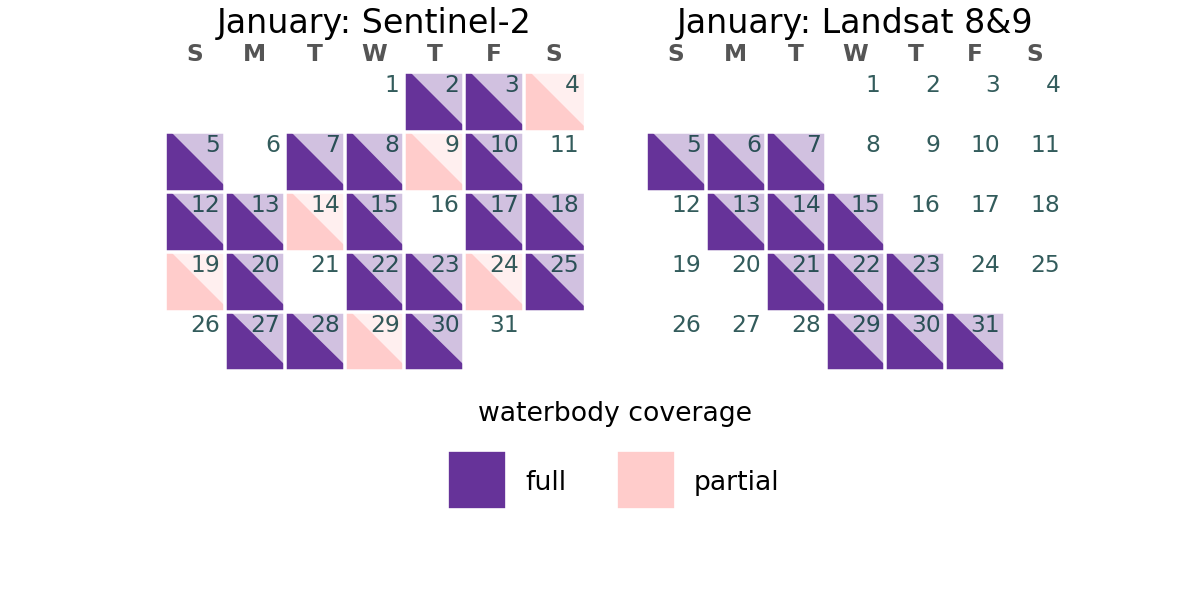 January: Sentinel-2
S M T W T F S
1 2 3 4
5 6 7 8 9 10 11
12 13 14 15 16 17 18
19 20 21 22 23 24 25
26 27 28 29 30 31
January: Landsat 8&9
S M T W T F S
1 2 3 4
5 6 7 8 9 10 11
12 13 14 15 16 17 18
19 20 21 22 23 24 25
26 27 28 29 30 31
waterbody coverage
full
partial